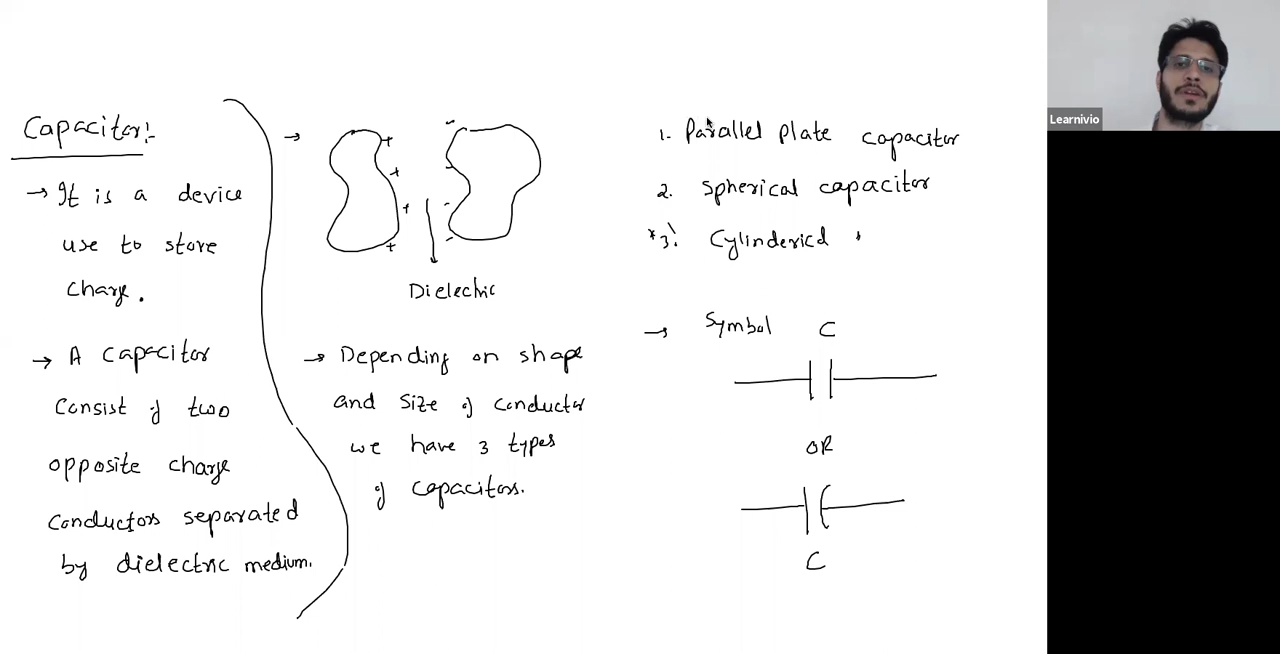 Capacitor:-
→ It is a device
use to store
charge.
→ A capacitor
consist of two
opposite charge
conductors separated
by dielectric medium.
→
+ + + +
- - - -
Dielectric
→ Depending on shape
and size of conductor
we have 3 types
of capacitors.
1. Parallel plate capacitor
2. Spherical capacitor
*3. Cylinderical "
→ Symbol C
OR
C
Learnivio